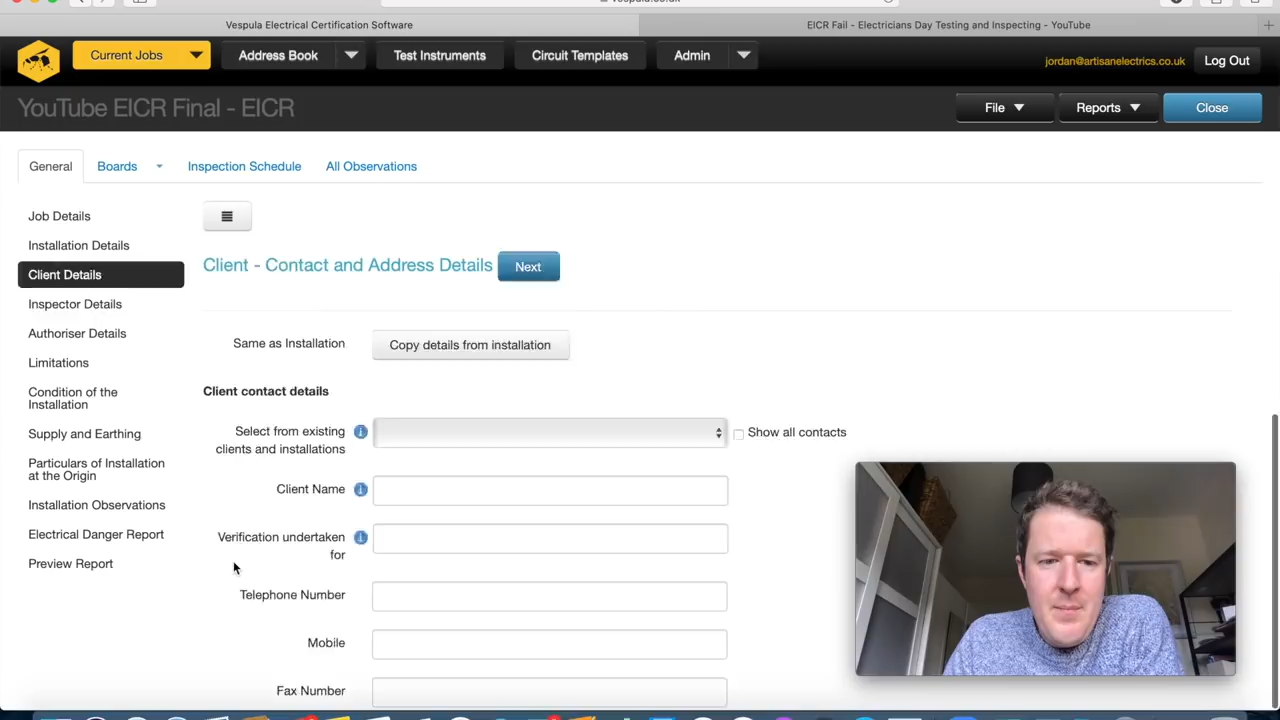 vespula.co.uk
Vespula Electrical Certification Software
EICR Fail - Electricians Day Testing and Inspecting - YouTube
Current Jobs
Address Book
Test Instruments
Circuit Templates
Admin
jordan@artisanelectrics.co.uk
Log Out
YouTube EICR Final - EICR
File
Reports
Close
General
Boards
Inspection Schedule
All Observations
Job Details
Installation Details
Client Details
Inspector Details
Authoriser Details
Limitations
Condition of the
Installation
Supply and Earthing
Particulars of Installation
at the Origin
Installation Observations
Electrical Danger Report
Preview Report
Client - Contact and Address Details
Next
Same as Installation
Copy details from installation
Client contact details
Select from existing
clients and installations
Show all contacts
Client Name
Verification undertaken
for
Telephone Number
Mobile
Fax Number